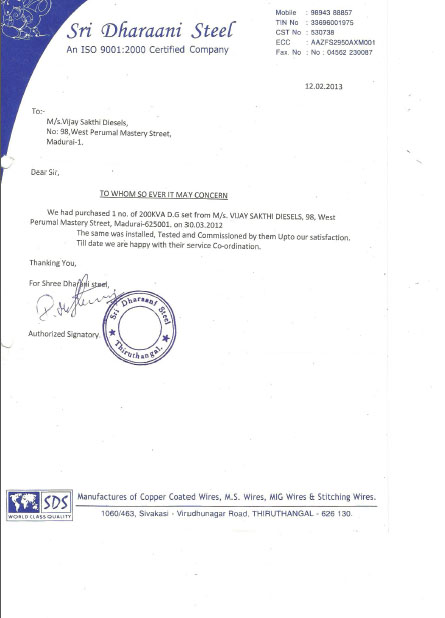 Sri Dharaani Steel
An ISO 9001:2000 Certified Company
Mobile : 98943 88857
TIN No : 33696001975
CST No : 530738
ECC : AAZFS2950AXM001
Fax. No : No : 04562 230087
12.02.2013
To:-
M/s.Vijay Sakthi Diesels,
No: 98,West Perumal Mastery Street,
Madurai-1.
Dear Sir,
TO WHOM SO EVER IT MAY CONCERN
We had purchased 1 no. of 200KVA D.G set from M/s. VIJAY SAKTHI DIESELS, 98, West
Perumal Mastery Street, Madurai-625001. on 30.03.2012
The same was installed, Tested and Commissioned by them Upto our satisfaction.
Till date we are happy with their service Co-ordination.
Thanking You,
For Shree Dharani steel,
Authorized Signatory.
Sri Dharaani Steel
Thiruthangal.
SDS
WORLD CLASS QUALITY
Manufactures of Copper Coated Wires, M.S. Wires, MIG Wires & Stitching Wires.
1060/463, Sivakasi - Virudhunagar Road, THIRUTHANGAL - 626 130.